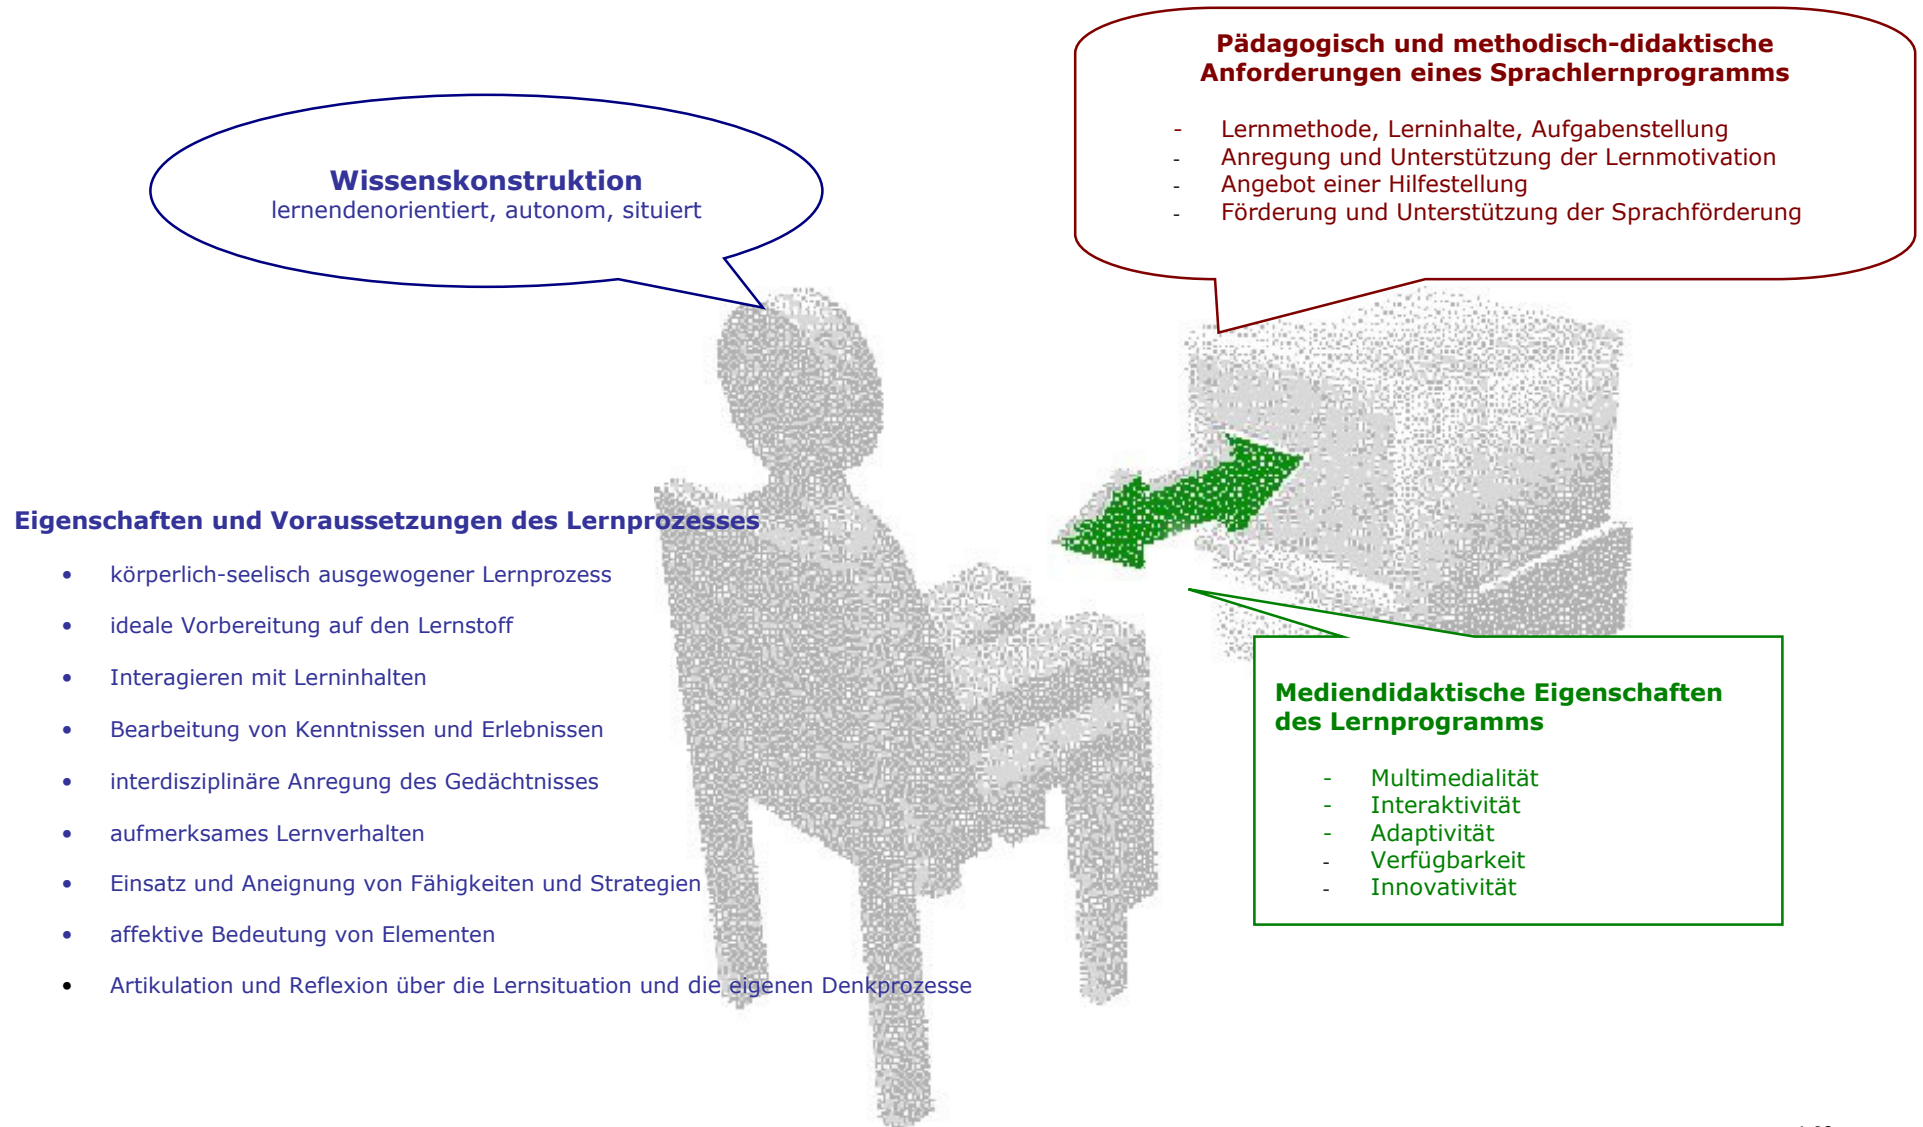 Pädagogisch und methodisch-didaktische
Anforderungen eines Sprachlernprogramms
- Lernmethode, Lerninhalte, Aufgabenstellung
- Anregung und Unterstützung der Lernmotivation
- Angebot einer Hilfestellung
- Förderung und Unterstützung der Sprachförderung
Wissenskonstruktion
lernendenorientiert, autonom, situiert
Eigenschaften und Voraussetzungen des Lernprozesses
• körperlich-seelisch ausgewogener Lernprozess
• ideale Vorbereitung auf den Lernstoff
• Interagieren mit Lerninhalten
• Bearbeitung von Kenntnissen und Erlebnissen
• interdisziplinäre Anregung des Gedächtnisses
• aufmerksames Lernverhalten
• Einsatz und Aneignung von Fähigkeiten und Strategien
• affektive Bedeutung von Elementen
• Artikulation und Reflexion über die Lernsituation und die eigenen Denkprozesse
Mediendidaktische Eigenschaften
des Lernprogramms
- Multimedialität
- Interaktivität
- Adaptivität
- Verfügbarkeit
- Innovativität